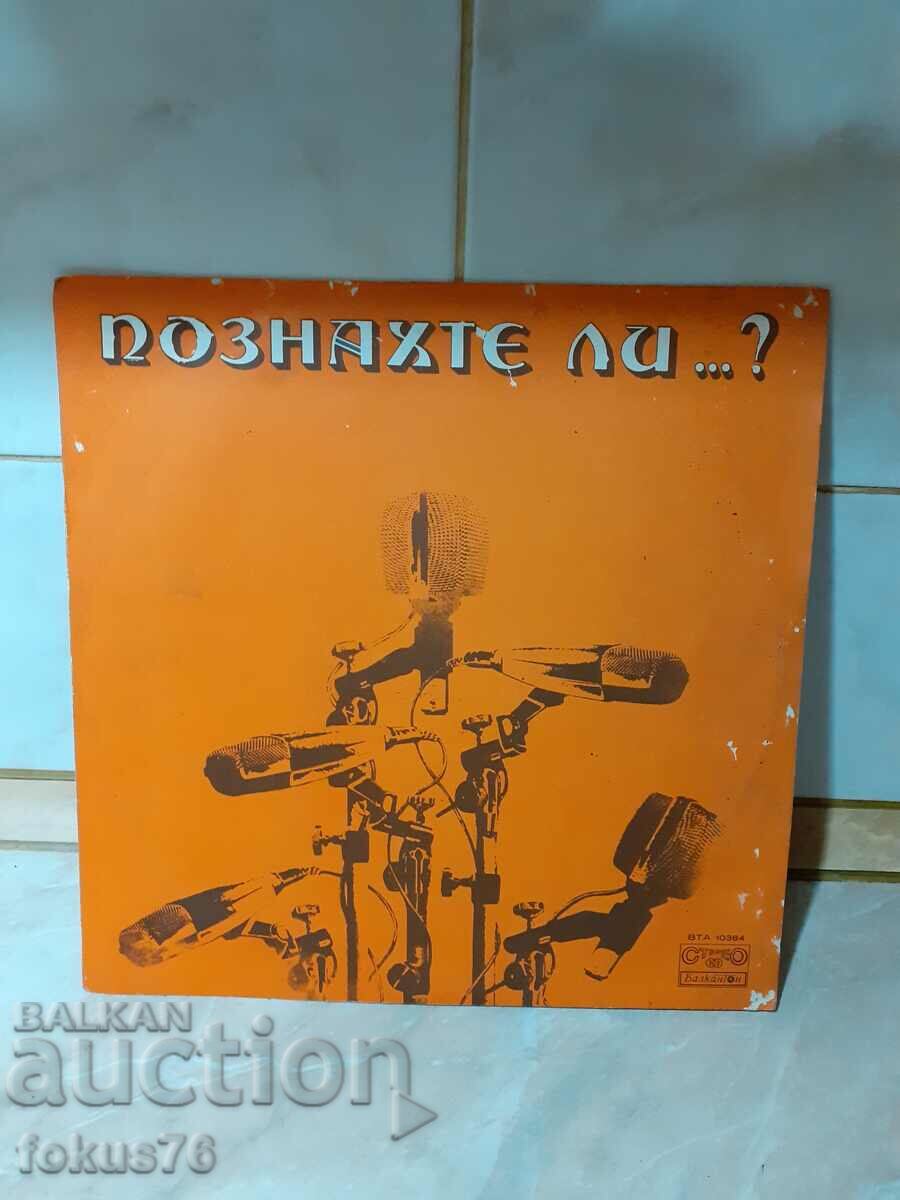 ПОЗНАХТЕ ЛИ...?
ВТА 10364
СТЕРЕО
Балкантон
BALKAN
auction
fokus76